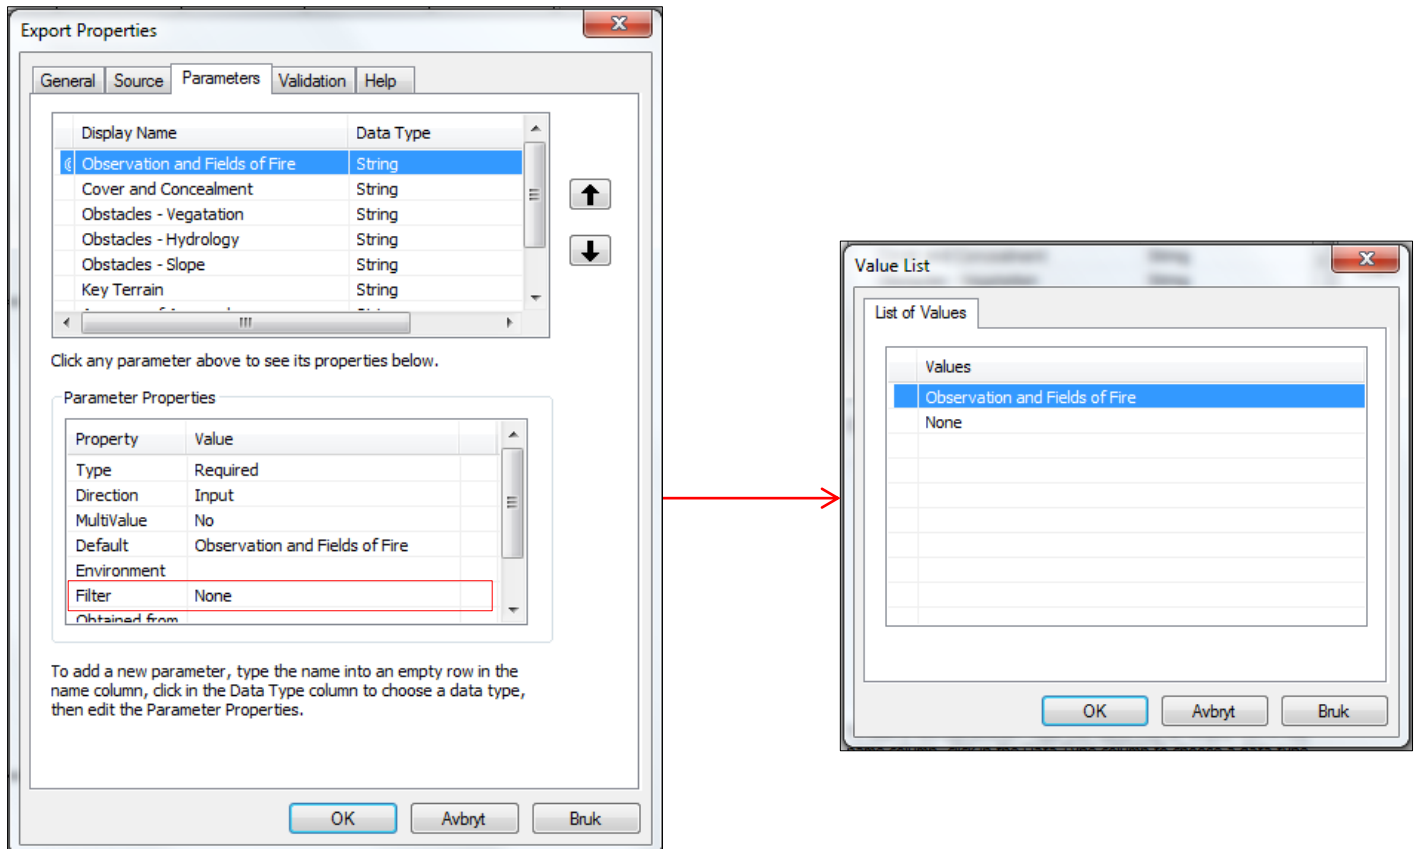 Export Properties
General Source Parameters Validation Help
Display Name Data Type
Observation and Fields of Fire String
Cover and Concealment String
Obstacles - Vegatation String
Obstacles - Hydrology String
Obstacles - Slope String
Key Terrain String
Click any parameter above to see its properties below.
Parameter Properties
Property Value
Type Required
Direction Input
MultiValue No
Default Observation and Fields of Fire
Environment
Filter None
Obtained from
To add a new parameter, type the name into an empty row in the
name column, click in the Data Type column to choose a data type,
then edit the Parameter Properties.
OK Avbryt Bruk
Value List
List of Values
Values
Observation and Fields of Fire
None
OK Avbryt Bruk